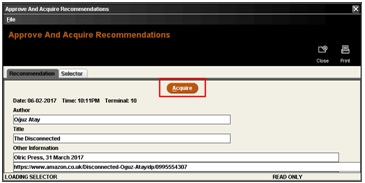 Approve And Acquire Recommendations
File
Approve And Acquire Recommendations
Close Print
Recommendation Selector
Acquire
Date: 06-02-2017 Time: 10:11PM Terminal: 10
Author
Oğuz Atay
Title
The Disconnected
Other Information
Olric Press, 31 March 2017
https://www.amazon.co.uk/Disconnected-Oguz-Atay/dp/0995554307
LOADING SELECTOR READ ONLY